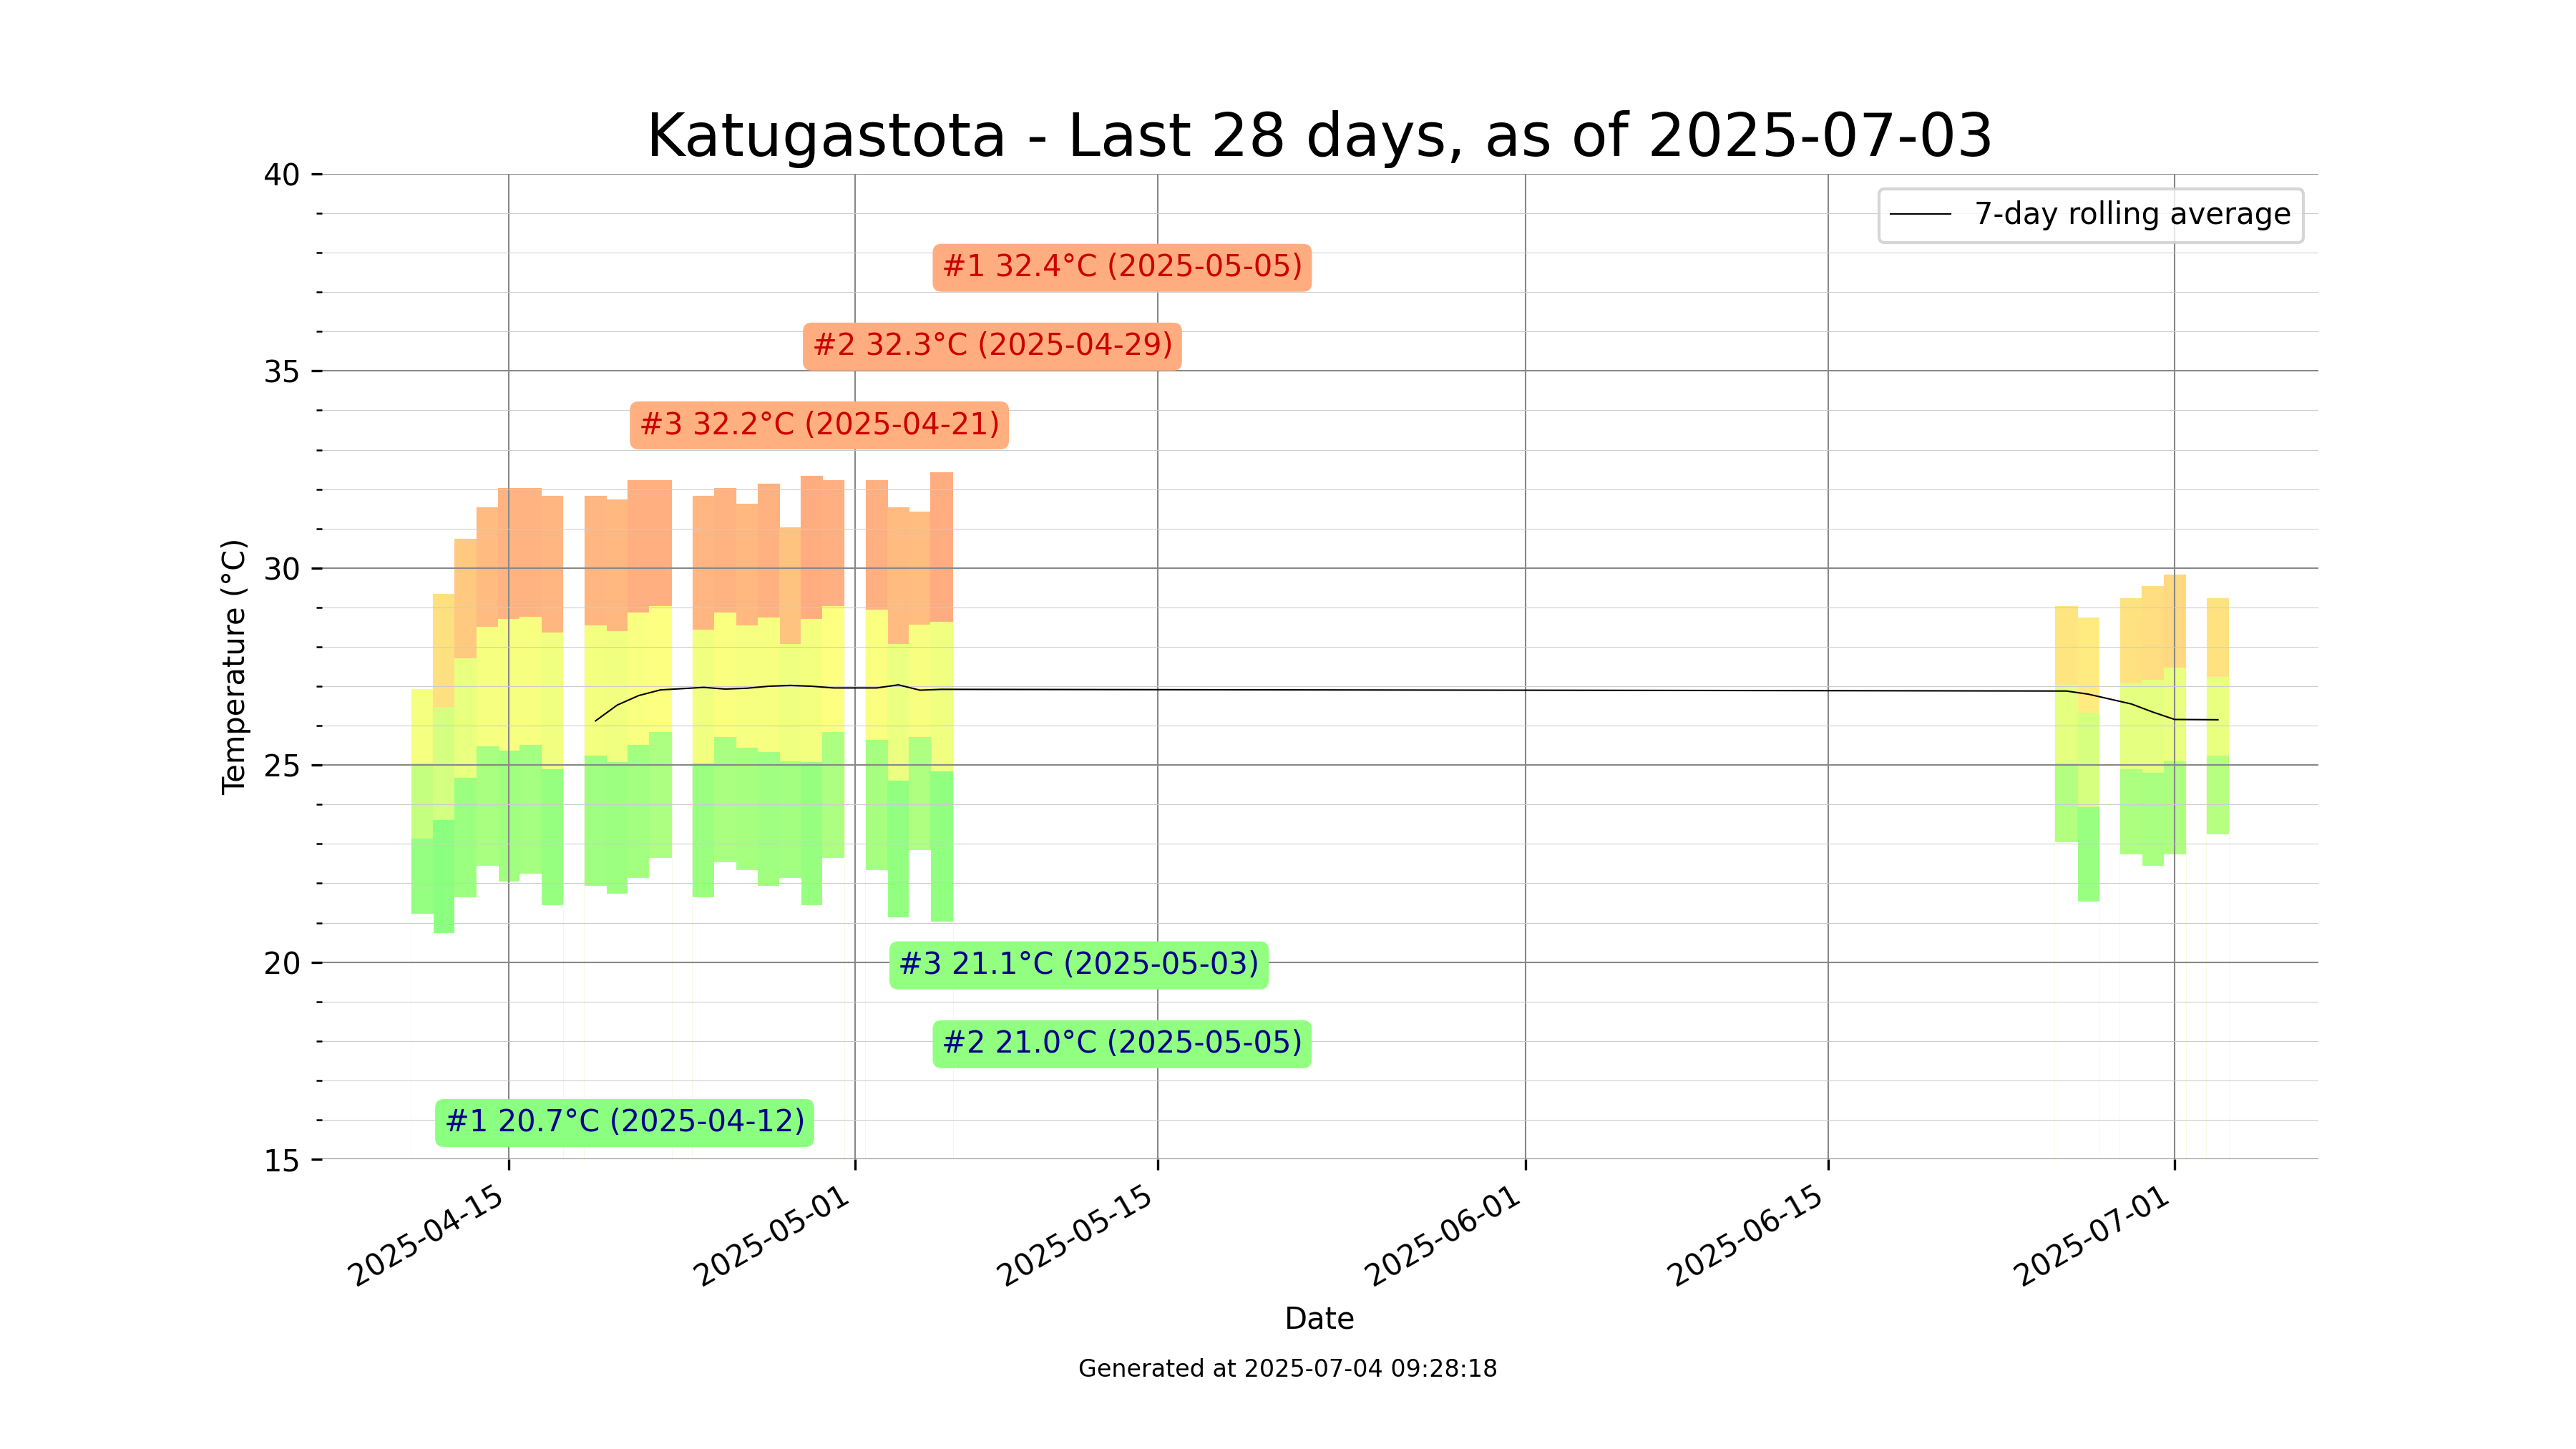 Katugastota - Last 28 days, as of 2025-07-03
7-day rolling average
#1 32.4°C (2025-05-05)
#2 32.3°C (2025-04-29)
#3 32.2°C (2025-04-21)
#3 21.1°C (2025-05-03)
#2 21.0°C (2025-05-05)
#1 20.7°C (2025-04-12)
Temperature (°C)
40
35
30
25
20
15
2025-04-15
2025-05-01
2025-05-15
2025-06-01
2025-06-15
2025-07-01
Date
Generated at 2025-07-04 09:28:18